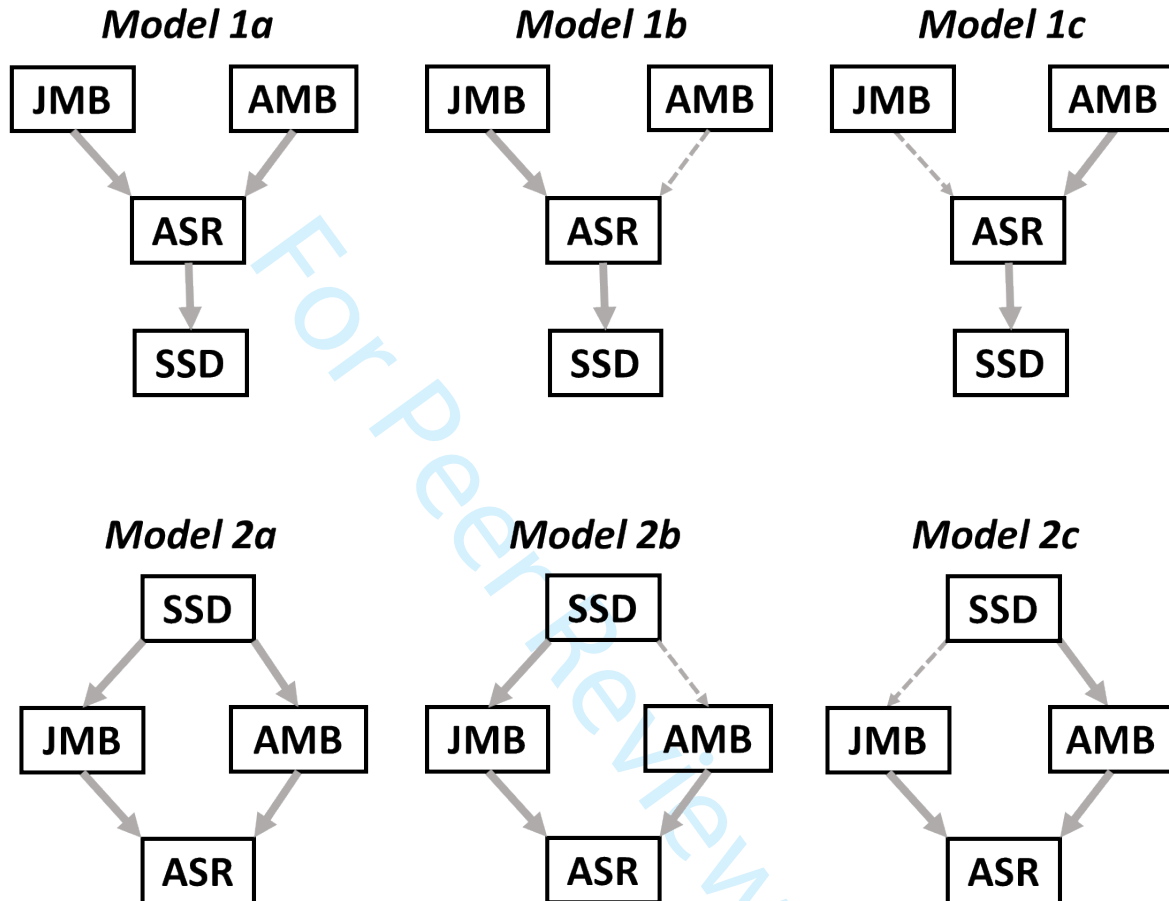 Model 1a Model 1b Model 1c
JMB AMB JMB AMB JMB AMB
ASR ASR ASR
SSD SSD SSD
Model 2a Model 2b Model 2c
SSD SSD SSD
JMB AMB JMB AMB JMB AMB
ASR ASR ASR
For Peer Review